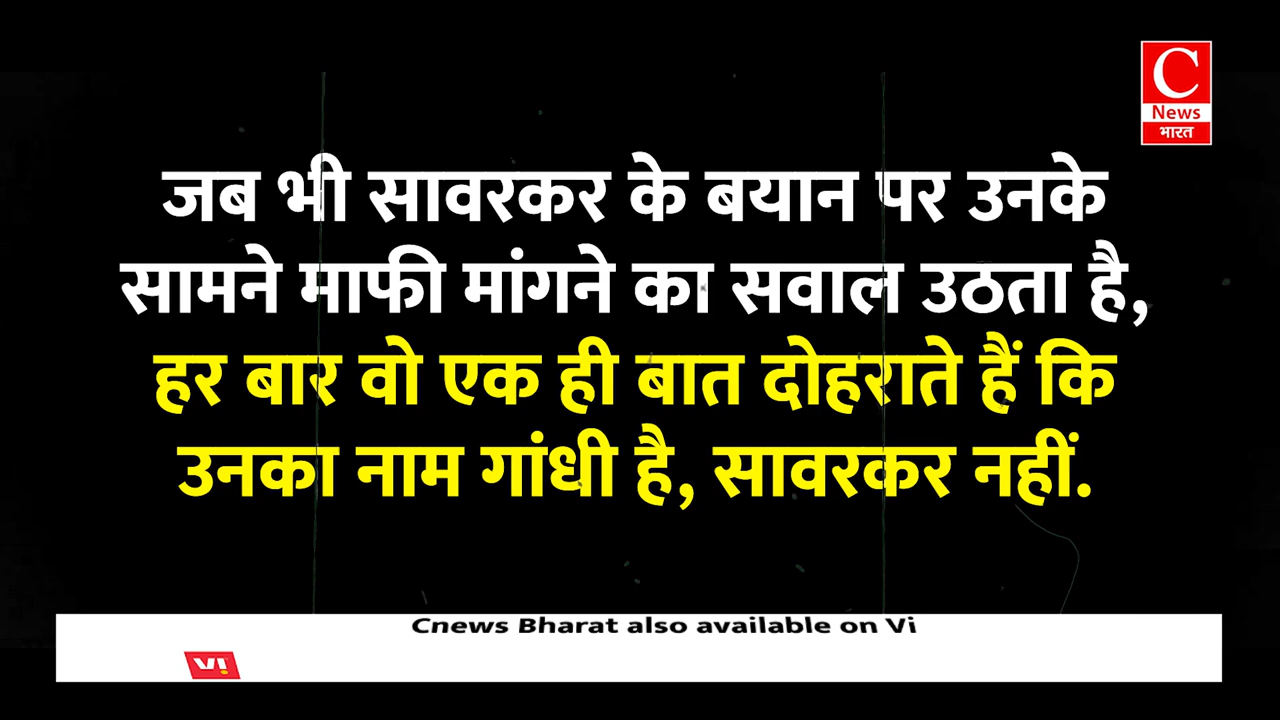 C
News
भारत
जब भी सावरकर के बयान पर उनके
सामने माफी मांगने का सवाल उठता है,
हर बार वो एक ही बात दोहराते हैं कि
उनका नाम गांधी है, सावरकर नहीं.
Cnews Bharat also available on Vi
VI